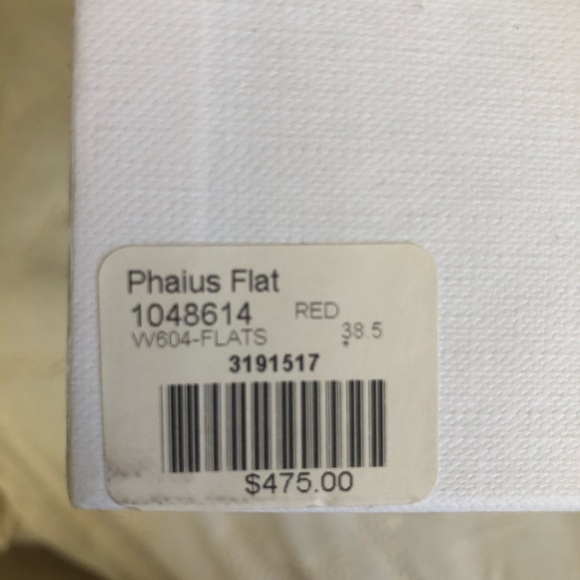 Phaius Flat
1048614 RED
W604-FLATS 38.5
*
3191517
$475.00